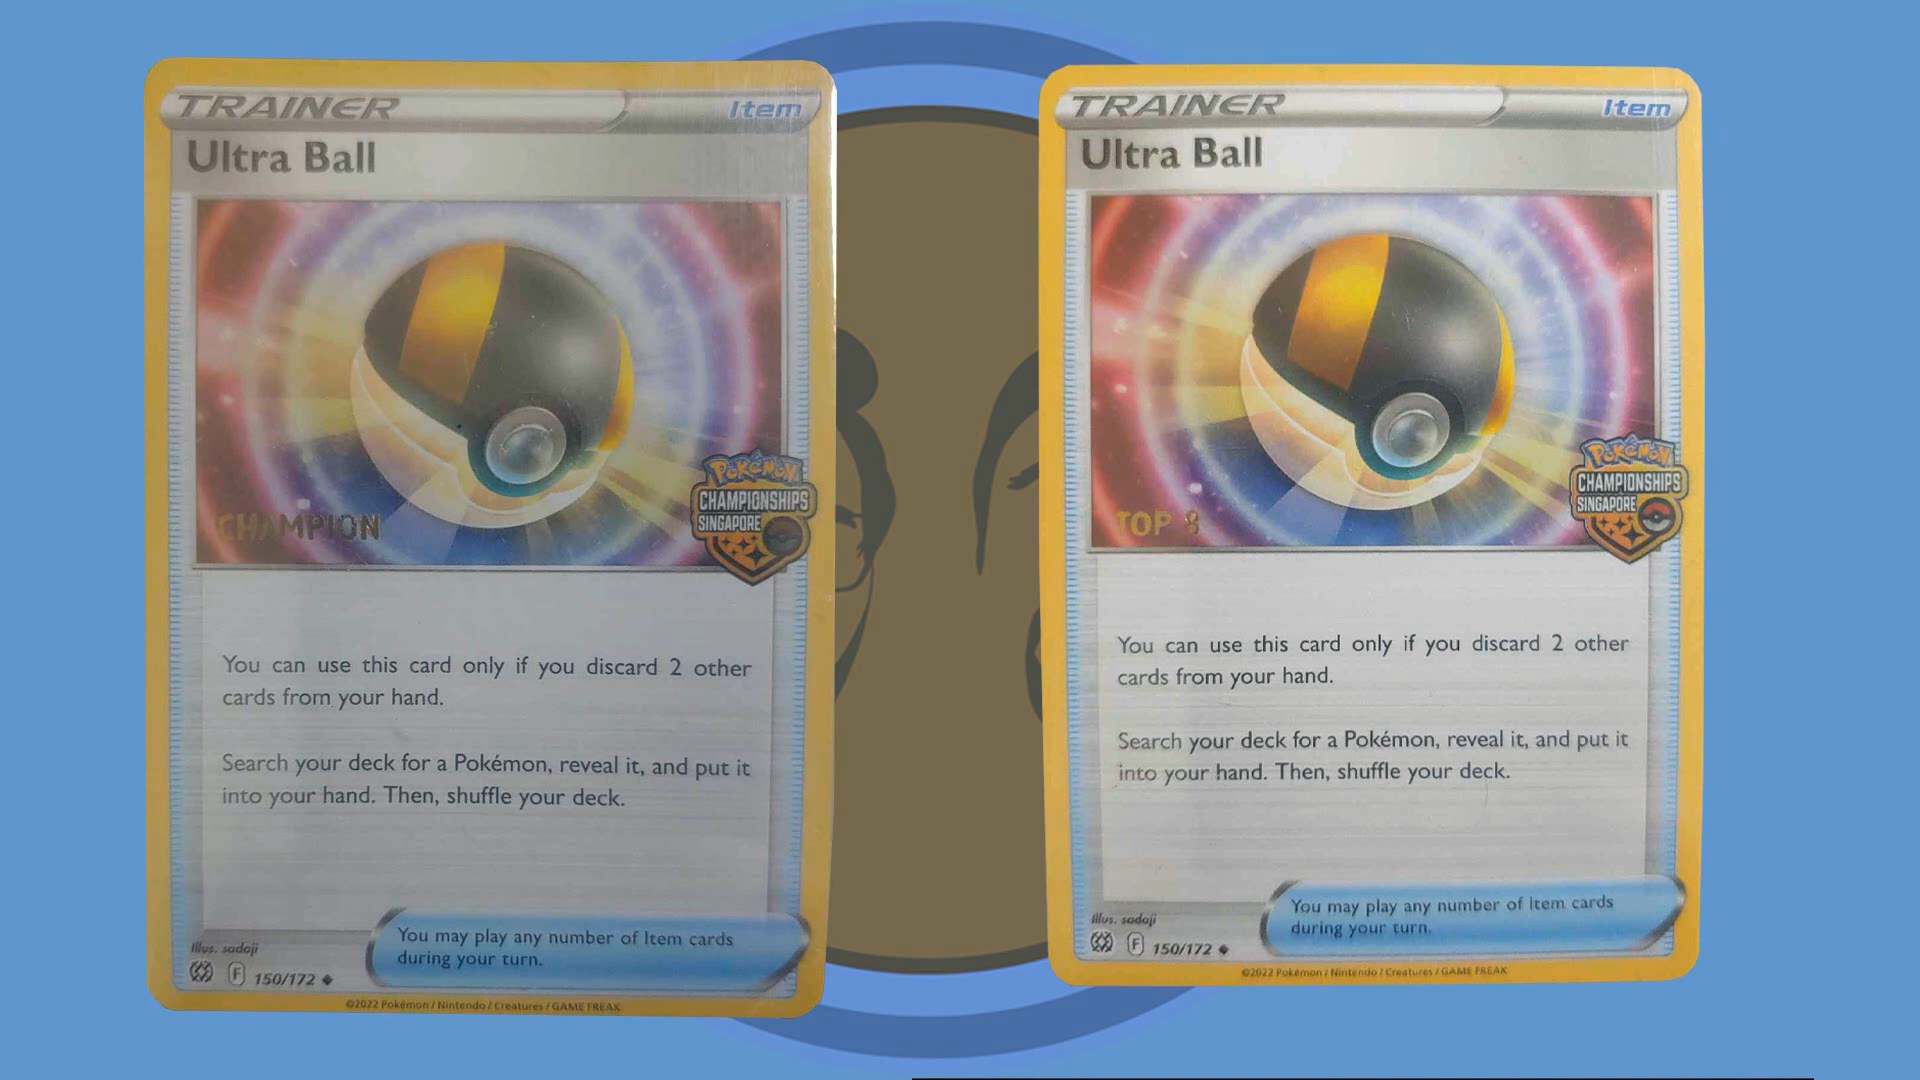 TRAINER
Item
Ultra Ball
CHAMPION
Pokémon
CHAMPIONSHIPS
SINGAPORE
You can use this card only if you discard 2 other
cards from your hand.
Search your deck for a Pokémon, reveal it, and put it
into your hand. Then, shuffle your deck.
Illus. sadaji
F 150/172
You may play any number of Item cards
during your turn.
©2022 Pokémon / Nintendo / Creatures / GAME FREAK
TRAINER
Item
Ultra Ball
TOP 8
Pokémon
CHAMPIONSHIPS
SINGAPORE
You can use this card only if you discard 2 other
cards from your hand.
Search your deck for a Pokémon, reveal it, and put it
into your hand. Then, shuffle your deck.
Illus. sadaji
F 150/172
You may play any number of Item cards
during your turn.
©2022 Pokémon / Nintendo / Creatures / GAME FREAK